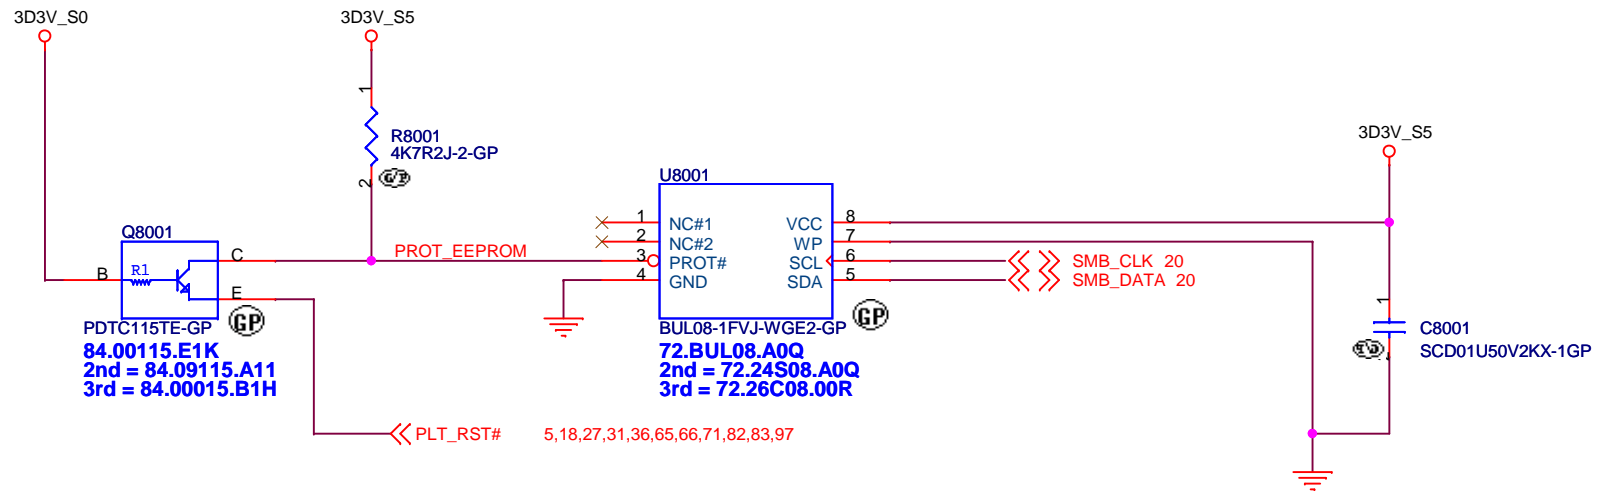 3D3V_S0
3D3V_S5
1
R8001
4K7R2J-2-GP
2
G/P
3D3V_S5
U8001
1 NC#1 VCC 8
2 NC#2 WP 7
PROT_EEPROM 3 PROT# SCL 6 SMB_CLK 20
4 GND SDA 5 SMB_DATA 20
Q8001
C
B R1
E
GP
PDTC115TE-GP
84.00115.E1K
2nd = 84.09115.A11
3rd = 84.00015.B1H
GP
BUL08-1FVJ-WGE2-GP
72.BUL08.A0Q
2nd = 72.24S08.A0Q
3rd = 72.26C08.00R
1
C8001
SCD01U50V2KX-1GP
PLT_RST# 5,18,27,31,36,65,66,71,82,83,97